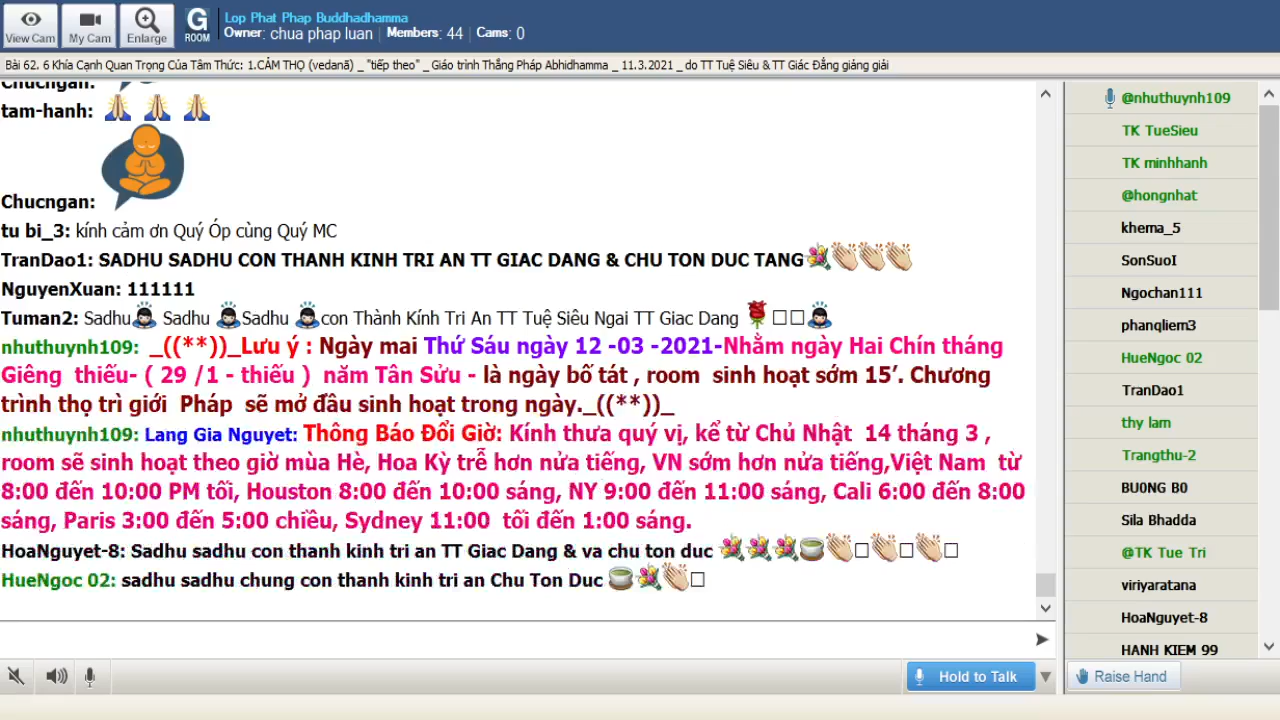 View Cam
My Cam
Enlarge
G
ROOM
Lop Phat Phap Buddhadhamma
Owner: chua phap luan | Members: 44 | Cams: 0
Bài 62. 6 Khía Cạnh Quan Trọng Của Tâm Thức: 1.CẢM THỌ (vedanā) _ "tiếp theo" _ Giáo trình Thắng Pháp Abhidhamma _ 11.3.2021 _ do TT Tuệ Siêu & TT Giác Đẳng giảng giải
Chucngan:
tam-hanh: 🙏 🙏 🙏
Chucngan:
tu bi_3: kính cảm ơn Quý Óp cùng Quý MC
TranDao1: SADHU SADHU CON THANH KINH TRI AN TT GIAC DANG & CHU TON DUC TANG💐👏👏👏
NguyenXuan: 111111
Tuman2: Sadhu🙇 Sadhu 🙇Sadhu 🙇con Thành Kính Tri An TT Tuệ Siêu Ngai TT Giac Dang 🌹□□🙇
nhuthuynh109: _((**))_Lưu ý : Ngày mai Thứ Sáu ngày 12 -03 -2021-Nhằm ngày Hai Chín tháng
Giêng thiếu- ( 29 /1 - thiếu ) năm Tân Sửu - là ngày bố tát , room sinh hoạt sớm 15’. Chương
trình thọ trì giới Pháp sẽ mở đầu sinh hoạt trong ngày._((**))_
nhuthuynh109: Lang Gia Nguyet: Thông Báo Đổi Giờ: Kính thưa quý vị, kể từ Chủ Nhật 14 tháng 3 ,
room sẽ sinh hoạt theo giờ mùa Hè, Hoa Kỳ trễ hơn nửa tiếng, VN sớm hơn nửa tiếng,Việt Nam từ
8:00 đến 10:00 PM tối, Houston 8:00 đến 10:00 sáng, NY 9:00 đến 11:00 sáng, Cali 6:00 đến 8:00
sáng, Paris 3:00 đến 5:00 chiều, Sydney 11:00 tối đến 1:00 sáng.
HoaNguyet-8: Sadhu sadhu con thanh kinh tri an TT Giac Dang & va chu ton duc 💐💐💐🍵👏□👏□👏□
HueNgoc 02: sadhu sadhu chung con thanh kinh tri an Chu Ton Duc 🍵💐👏□
Hold to Talk
@nhuthuynh109
TK TueSieu
TK minhhanh
@hongnhat
khema_5
SonSuoI
Ngochan111
phanqliem3
HueNgoc 02
TranDao1
thy lam
Trangthu-2
BU0NG B0
Sila Bhadda
@TK Tue Tri
viriyaratana
HoaNguyet-8
HANH KIEM 99
Raise Hand